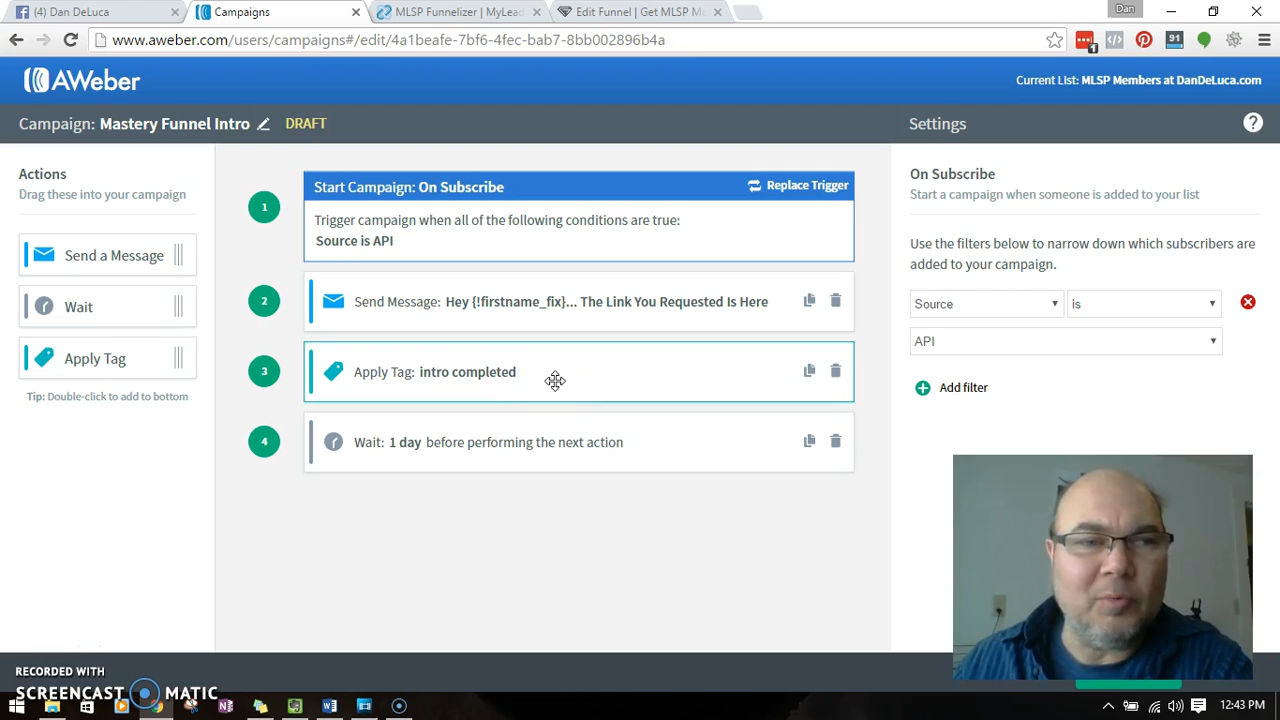 (4) Dan DeLuca
Campaigns
MLSP Funnelizer | MyLead
Edit Funnel | Get MLSP M
Dan
www.aweber.com/users/campaigns#/edit/4a1beafe-7bf6-4fec-bab7-8bb002896b4a
1
91
AWeber
Current List: MLSP Members at DanDeLuca.com
Campaign: Mastery Funnel Intro
DRAFT
Settings
?
Actions
Drag these into your campaign
Send a Message
Wait
Apply Tag
Tip: Double-click to add to bottom
1
Start Campaign: On Subscribe
Replace Trigger
Trigger campaign when all of the following conditions are true:
Source is API
2
Send Message: Hey {!firstname_fix}... The Link You Requested Is Here
3
Apply Tag: intro completed
4
Wait: 1 day before performing the next action
On Subscribe
Start a campaign when someone is added to your list
Use the filters below to narrow down which subscribers are
added to your campaign.
Source
is
API
Add filter
RECORDED WITH
SCREENCAST MATIC
12:43 PM